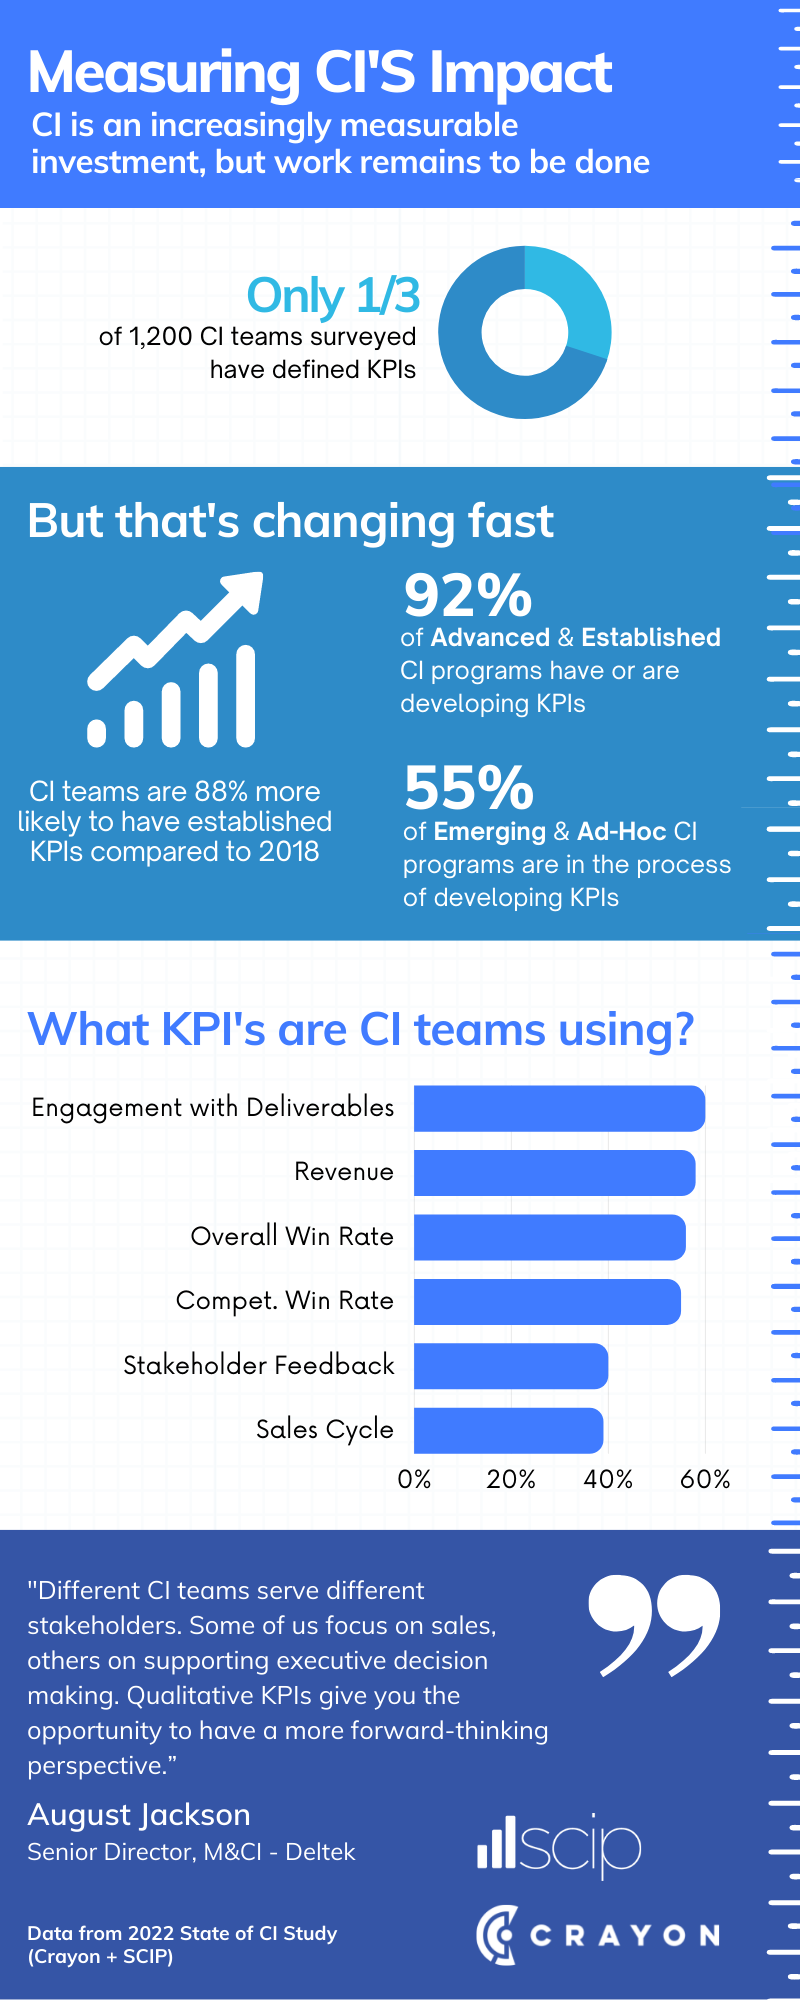 Measuring CI'S Impact
CI is an increasingly measurable
investment, but work remains to be done
Only 1/3
of 1,200 CI teams surveyed
have defined KPIs
But that's changing fast
CI teams are 88% more
likely to have established
KPIs compared to 2018
92%
of Advanced & Established
CI programs have or are
developing KPIs
55%
of Emerging & Ad-Hoc CI
programs are in the process
of developing KPIs
What KPI's are CI teams using?
Engagement with Deliverables
Revenue
Overall Win Rate
Compet. Win Rate
Stakeholder Feedback
Sales Cycle
0% 20% 40% 60%
"Different CI teams serve different
stakeholders. Some of us focus on sales,
others on supporting executive decision
making. Qualitative KPIs give you the
opportunity to have a more forward-thinking
perspective.”
August Jackson
Senior Director, M&CI - Deltek
scip
Data from 2022 State of CI Study
(Crayon + SCIP)
CRAYON